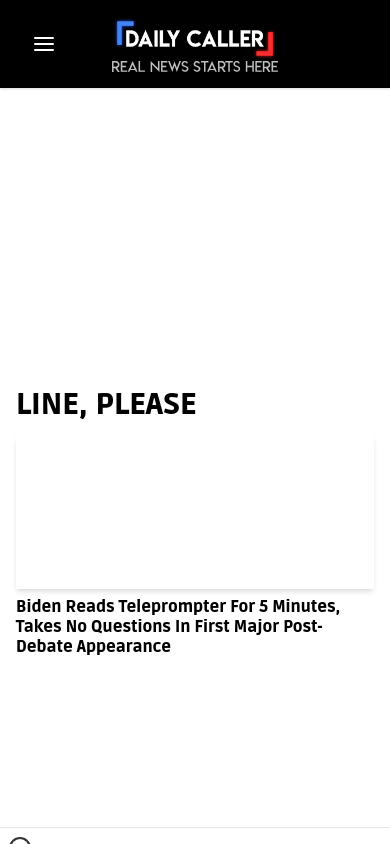 DAILY CALLER
REAL NEWS STARTS HERE
LINE, PLEASE
Biden Reads Teleprompter For 5 Minutes,
Takes No Questions In First Major Post-
Debate Appearance